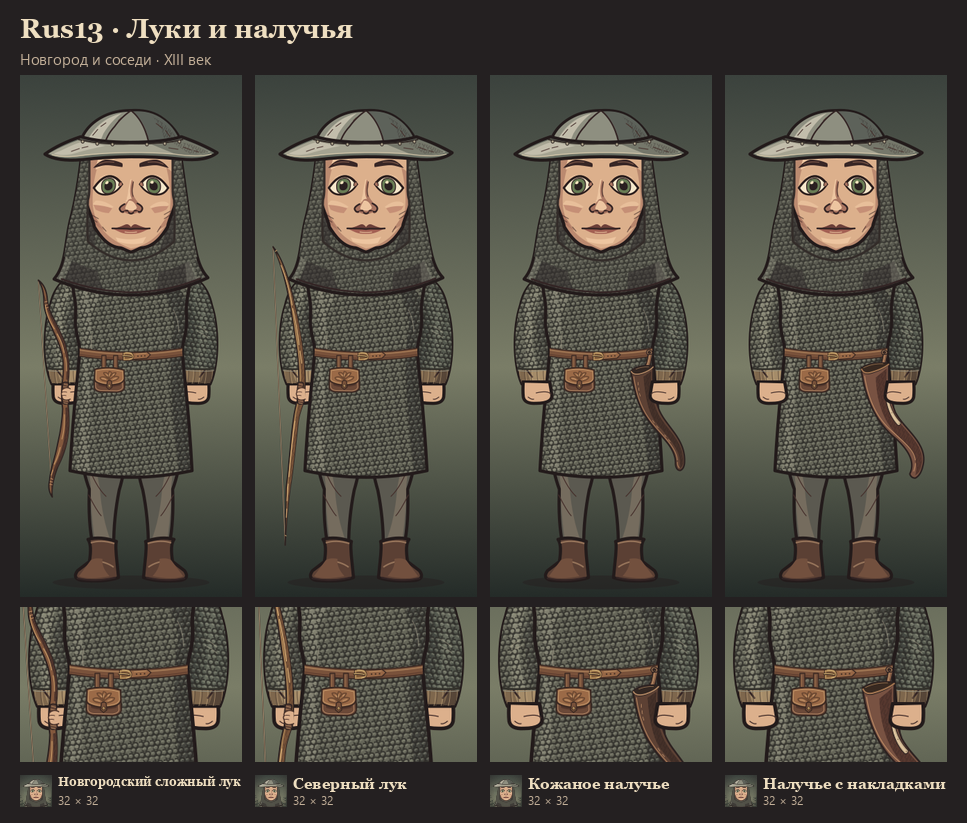 Rus13 · Луки и налучья
Новгород и соседи · XIII век
Новгородский сложный лук
32 × 32
Северный лук
32 × 32
Кожаное налучье
32 × 32
Налучье с накладками
32 × 32